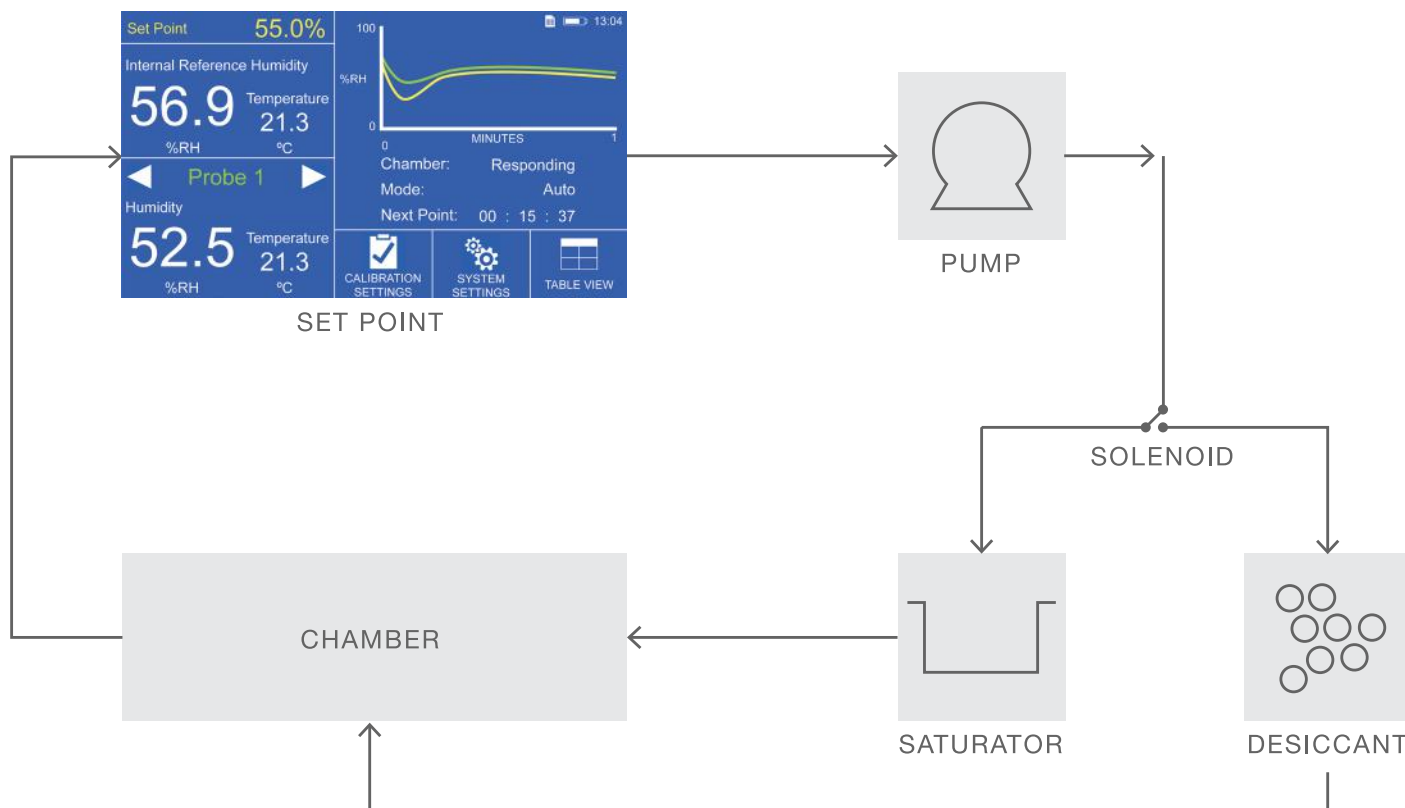 Set Point 55.0%
Internal Reference Humidity
56.9
Temperature
21.3
%RH
ºC
Probe 1
Humidity
52.5
Temperature
21.3
%RH
ºC
13:04
100
%RH
0
0
MINUTES
1
Chamber: Responding
Mode: Auto
Next Point: 00 : 15 : 37
CALIBRATION
SETTINGS
SYSTEM
SETTINGS
TABLE VIEW
SET POINT
PUMP
SOLENOID
CHAMBER
SATURATOR
DESICCANT